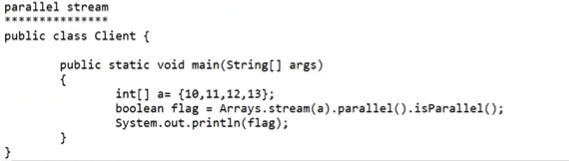 parallel stream
***************
public class Client {
public static void main(String[] args)
{
int[] a= {10,11,12,13};
boolean flag = Arrays.stream(a).parallel().isParallel();
System.out.println(flag);
}
}